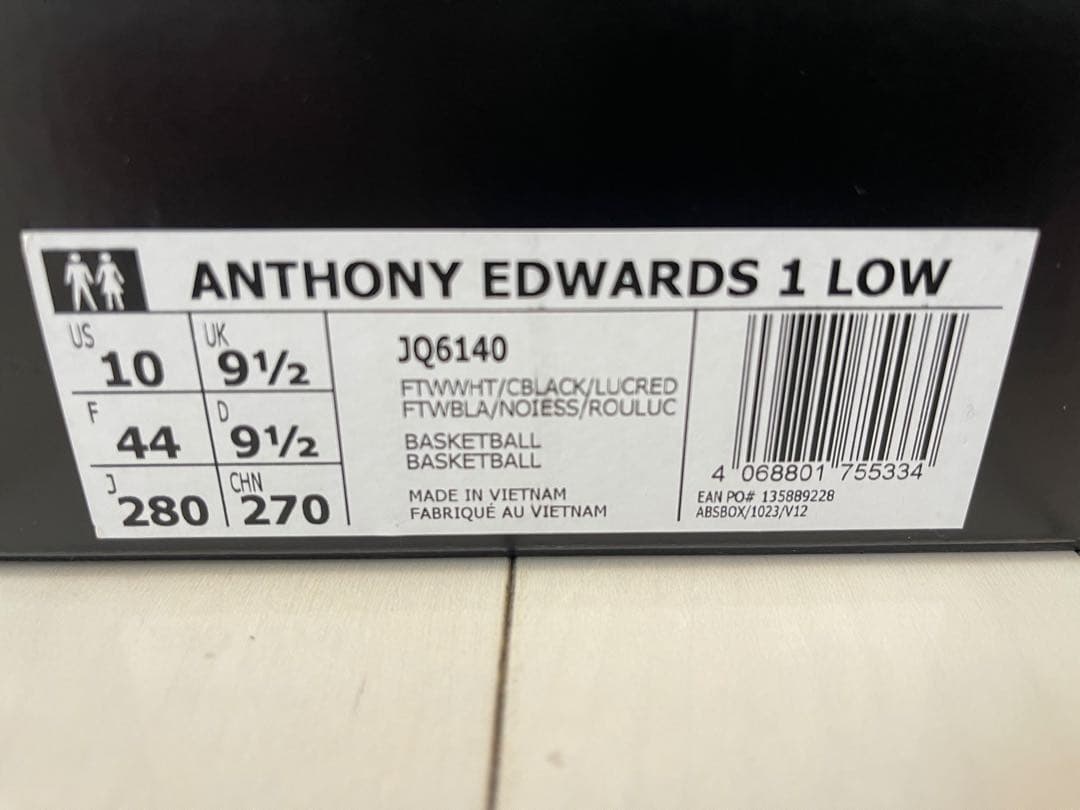 ANTHONY EDWARDS 1 LOW
US 10
UK 9½
F 44
D 9½
J 280
CHN 270
JQ6140
FTWWHT/CBLACK/LUCRED
FTWBLA/NOIESS/ROULUC
BASKETBALL
BASKETBALL
MADE IN VIETNAM
FABRIQUÉ AU VIETNAM
4 068801 755334
EAN PO# 135889228
ABSBOX/1023/V12